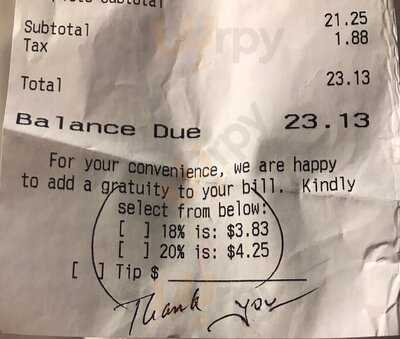 Subtotal 21.25
Tax 1.88
Total 23.13
Balance Due 23.13
For your convenience, we are happy
to add a gratuity to your bill. Kindly
select from below:
[ ] 18% is: $3.83
[ ] 20% is: $4.25
[ ] Tip $ ____________
Thank you